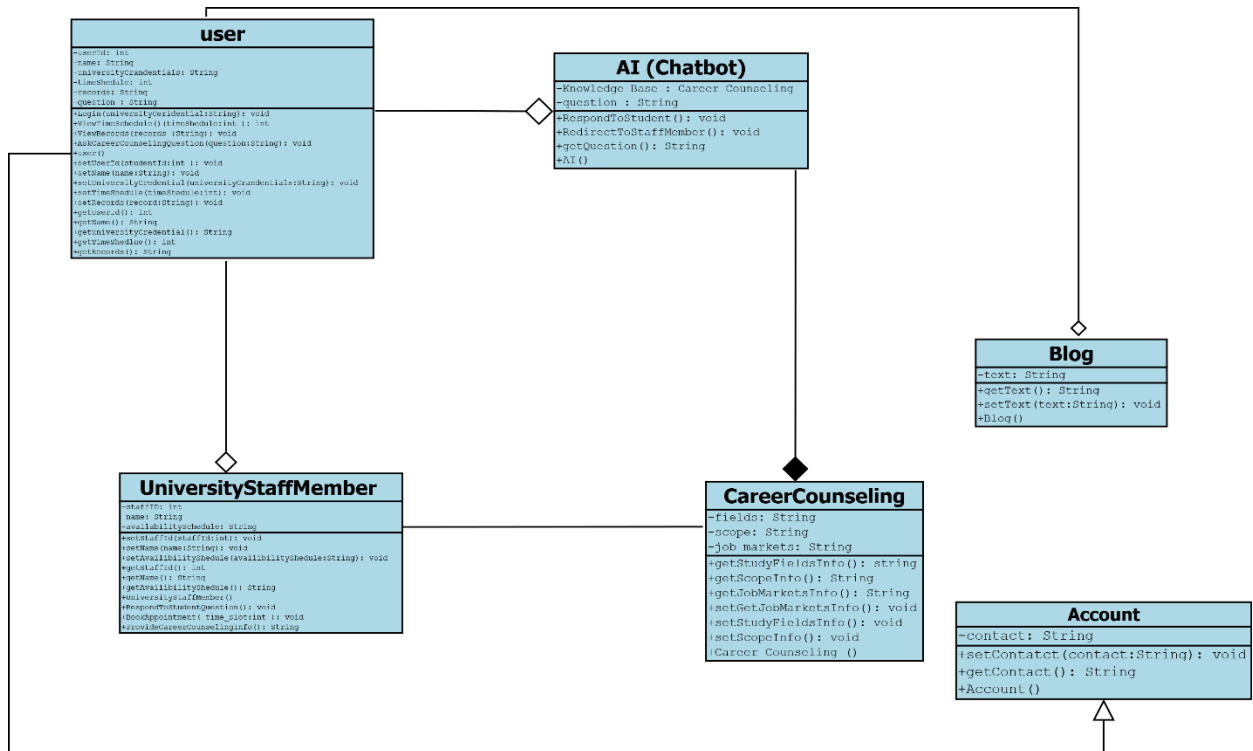 user
-userId: int
-name: String
-universityCrandentials: String
-timeShedule: int
-records: String
question : String
+Login(universityCeridential:String): void
+ViewTimeSchedule()(timeShedule:int ): int
+ViewRecords(records :String): void
+AskCareerCounselingQuestion(question:String): void
+user()
+setUserId(studentId:int ): void
+setName(name:String): void
+setUniversityCredential(universityCrandentials:String): void
+setTimeShedule(timeShedule:int): void
+setRecords(record:String): void
+getUserId(): int
+getName(): String
+getuniversityCredential(): String
+getTimeShedlue(): int
+getRecords(): String
AI (Chatbot)
-Knowledge Base : Career Counseling
-question : String
+RespondToStudent(): void
+RedirectToStaffMember(): void
+getQuestion(): String
+AI()
Blog
-text: String
+getText(): String
+setText(text:String): void
+Blog()
UniversityStaffMember
-staffID: int
name: String
-availabilitySchedule: String
+setStaffId(staffId:int): void
+setName(name:String): void
+setAvailibilityShedule(availibilityShedule:String): void
+getStaffId(): int
+getName(): String
+getAvailibilityShedule(): String
+UniversityStaffMember()
+RespondToStudentQuestion(): void
+BookAppointment( time_slot:int ): void
+ProvideCareerCounselingInfo(): String
CareerCounseling
-fields: String
-scope: String
-job markets: String
+getStudyFieldsInfo(): string
+getScopeInfo(): String
+getJobMarketsInfo(): String
+setGetJobMarketsInfo(): void
+setStudyFieldsInfo(): void
+setScopeInfo(): void
+Career Counseling ()
Account
-contact: String
+setContatct(contact:String): void
+getContact(): String
+Account()